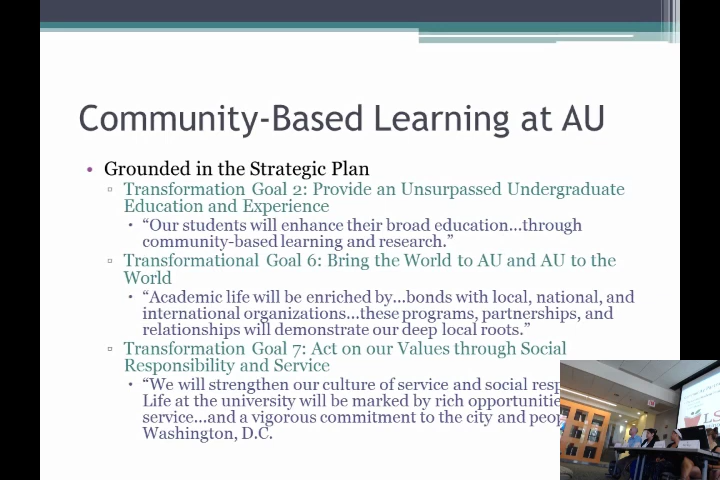 Community-Based Learning at AU
• Grounded in the Strategic Plan
▫ Transformation Goal 2: Provide an Unsurpassed Undergraduate
Education and Experience
• “Our students will enhance their broad education…through
community-based learning and research.”
▫ Transformational Goal 6: Bring the World to AU and AU to the
World
• “Academic life will be enriched by…bonds with local, national, and
international organizations…these programs, partnerships, and
relationships will demonstrate our deep local roots.”
▫ Transformation Goal 7: Act on our Values through Social
Responsibility and Service
• “We will strengthen our culture of service and social resp
Life at the university will be marked by rich opportunitie
service…and a vigorous commitment to the city and peop
Washington, D.C.
LS